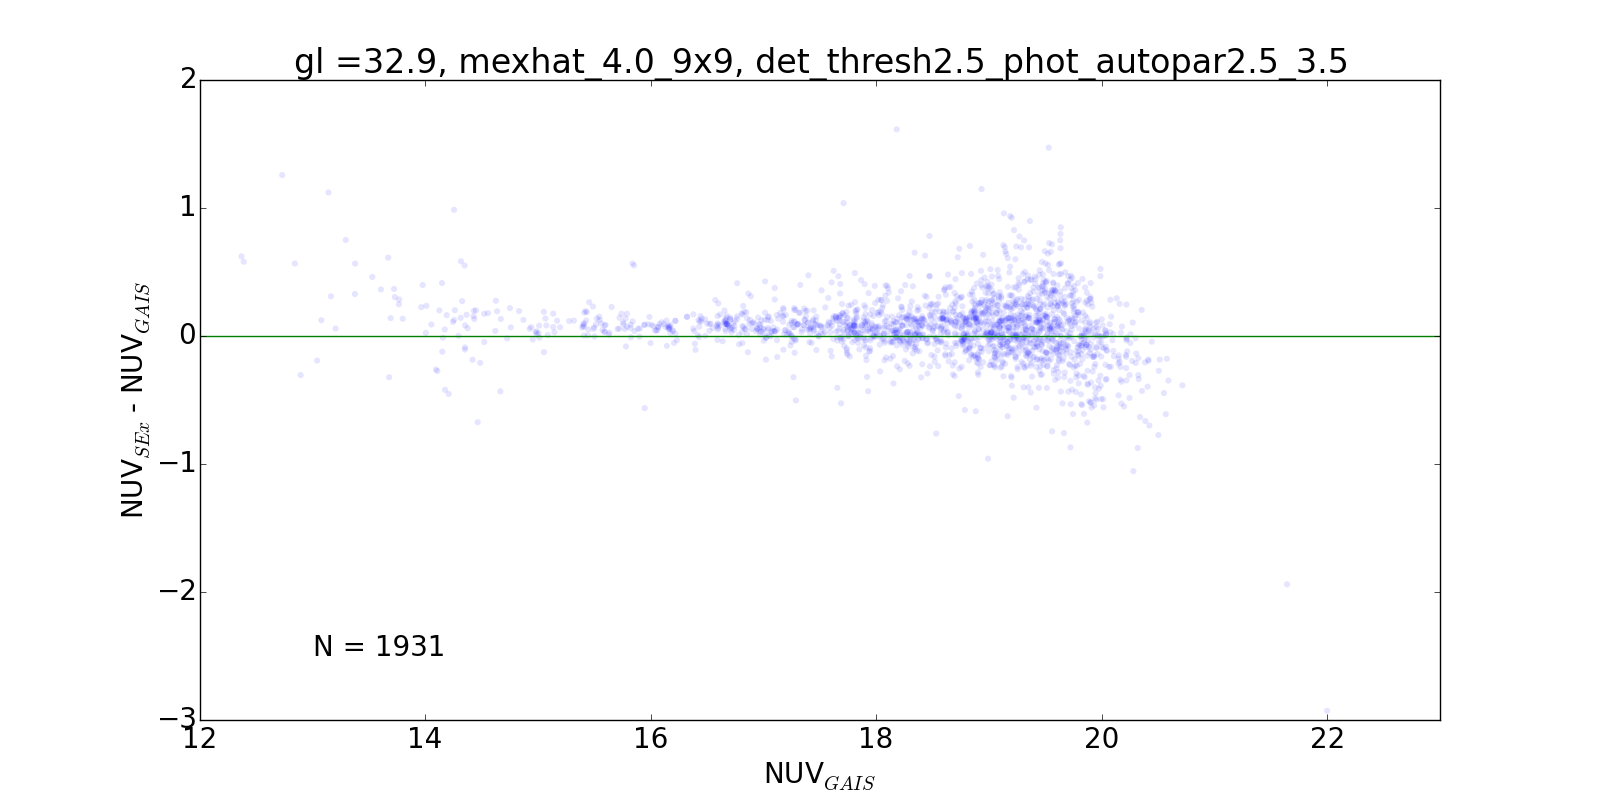 gl =32.9, mexhat_4.0_9x9, det_thresh2.5_phot_autopar2.5_3.5
2
1
0
−1
−2
−3
NUV_SEx - NUV_GAIS
N = 1931
12 14 16 18 20 22
NUV_GAIS